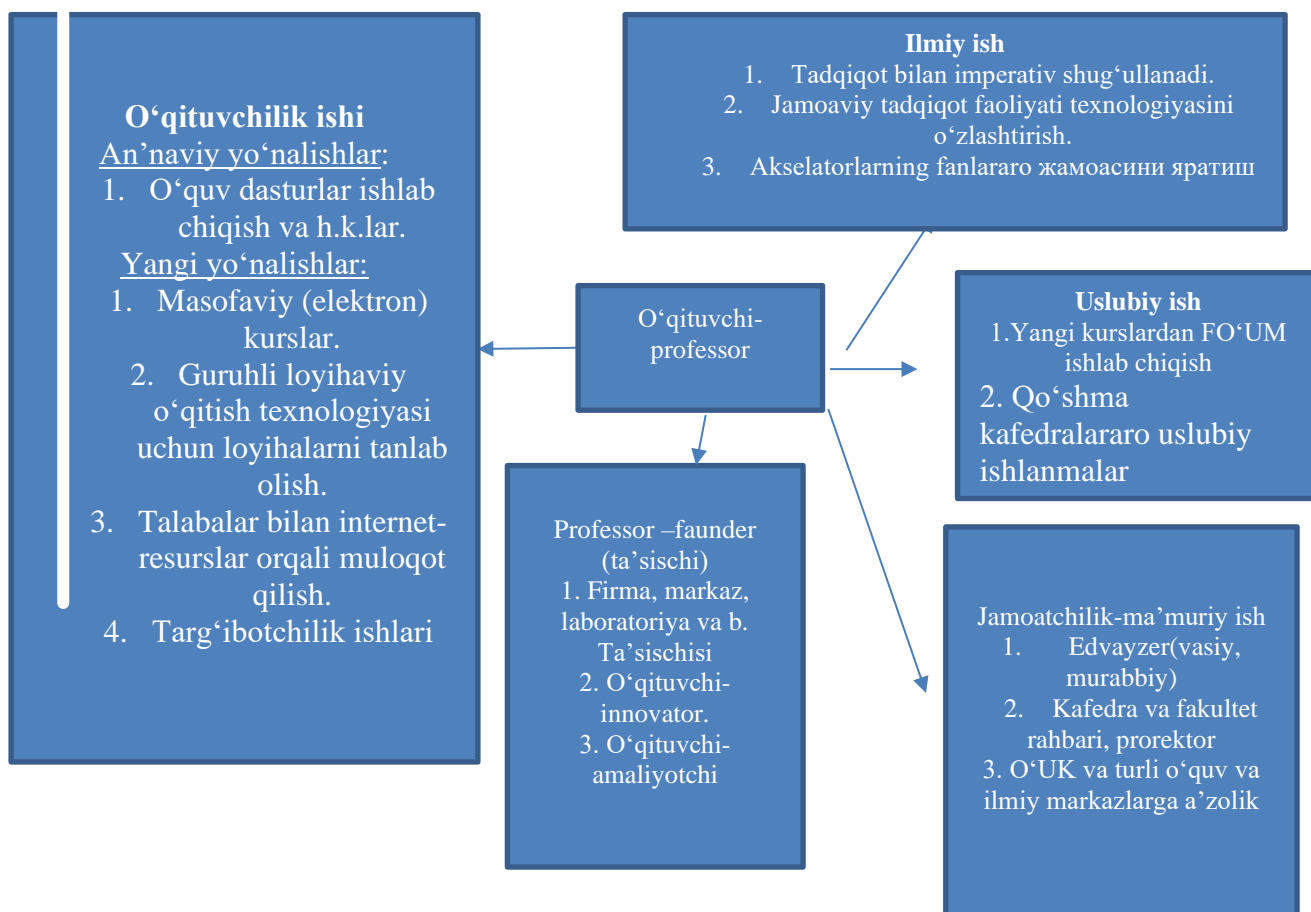 O‘qituvchilik ishi
An’naviy yo‘nalishlar:
1. O‘quv dasturlar ishlab
chiqish va h.k.lar.
Yangi yo‘nalishlar:
1. Masofaviy (elektron)
kurslar.
2. Guruhli loyihaviy
o‘qitish texnologiyasi
uchun loyihalarni tanlab
olish.
3. Talabalar bilan internet-
resurslar orqali muloqot
qilish.
4. Targ‘ibotchilik ishlari
Ilmiy ish
1. Tadqiqot bilan imperativ shug‘ullanadi.
2. Jamoaviy tadqiqot faoliyati texnologiyasini
o‘zlashtirish.
3. Akselatorlarning fanlararo жамоасини яратиш
O‘qituvchi-
professor
Uslubiy ish
1.Yangi kurslardan FO‘UM
ishlab chiqish
2. Qo‘shma
kafedralararo uslubiy
ishlanmalar
Professor –faunder
(ta’sischi)
1. Firma, markaz,
laboratoriya va b.
Ta’sischisi
2. O‘qituvchi-
innovator.
3. O‘qituvchi-
amaliyotchi
Jamoatchilik-ma’muriy ish
1. Edvayzer(vasiy,
murabbiy)
2. Kafedra va fakultet
rahbari, prorektor
3. O‘UK va turli o‘quv va
ilmiy markazlarga a’zolik